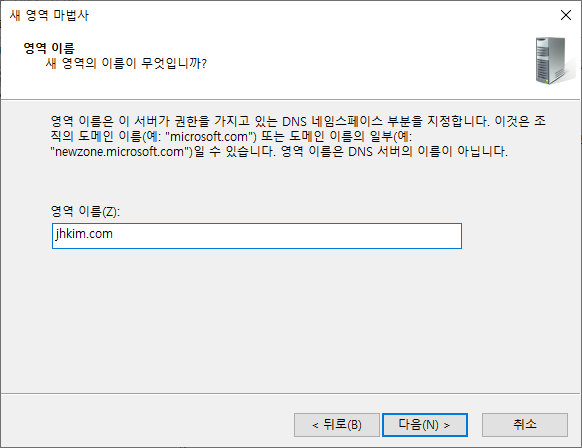 새 영역 마법사
영역 이름
새 영역의 이름이 무엇입니까?
영역 이름은 이 서버가 권한을 가지고 있는 DNS 네임스페이스 부분을 지정합니다. 이것은 조
직의 도메인 이름(예: "microsoft.com") 또는 도메인 이름의 일부(예:
"newzone.microsoft.com")일 수 있습니다. 영역 이름은 DNS 서버의 이름이 아닙니다.
영역 이름(Z):
jhkim.com
< 뒤로(B)
다음(N) >
취소